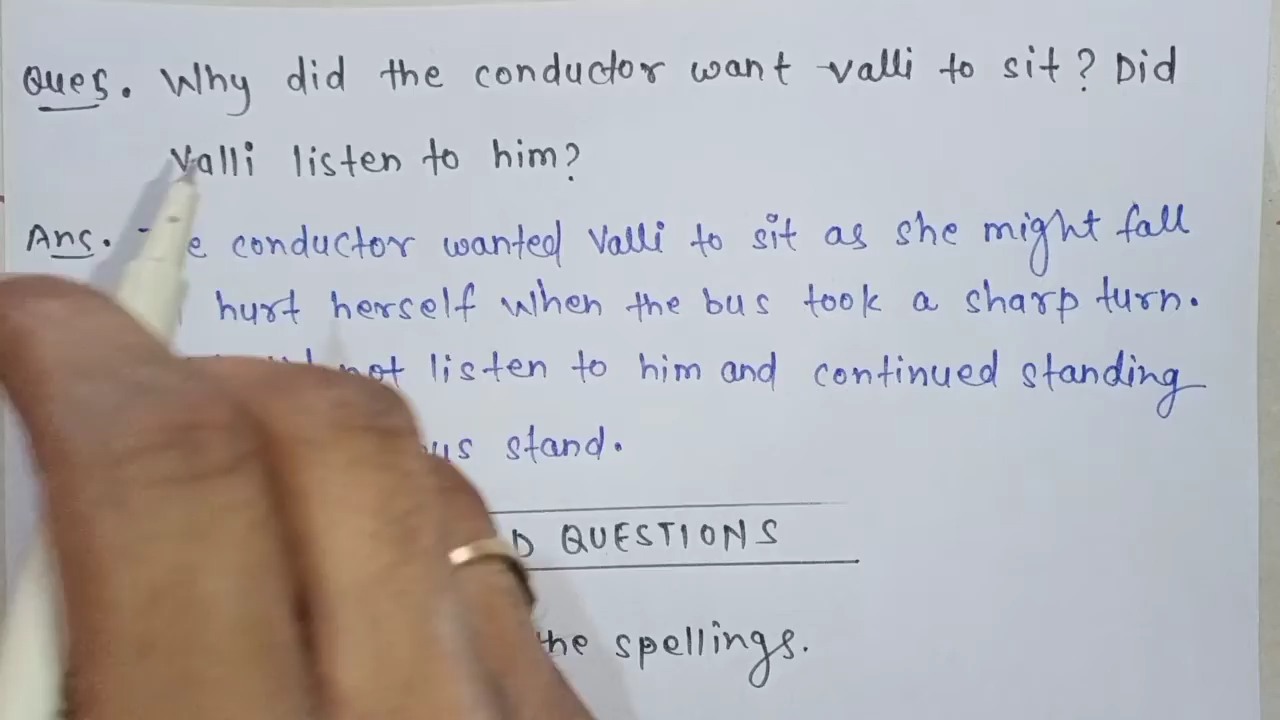 Ques. Why did the conductor want valli to sit? Did
Valli listen to him?
Ans. conductor wanted Valli to sit as she might fall
hurt herself when the bus took a sharp turn.
not listen to him and continued standing
stand.
QUESTIONS
the spellings.